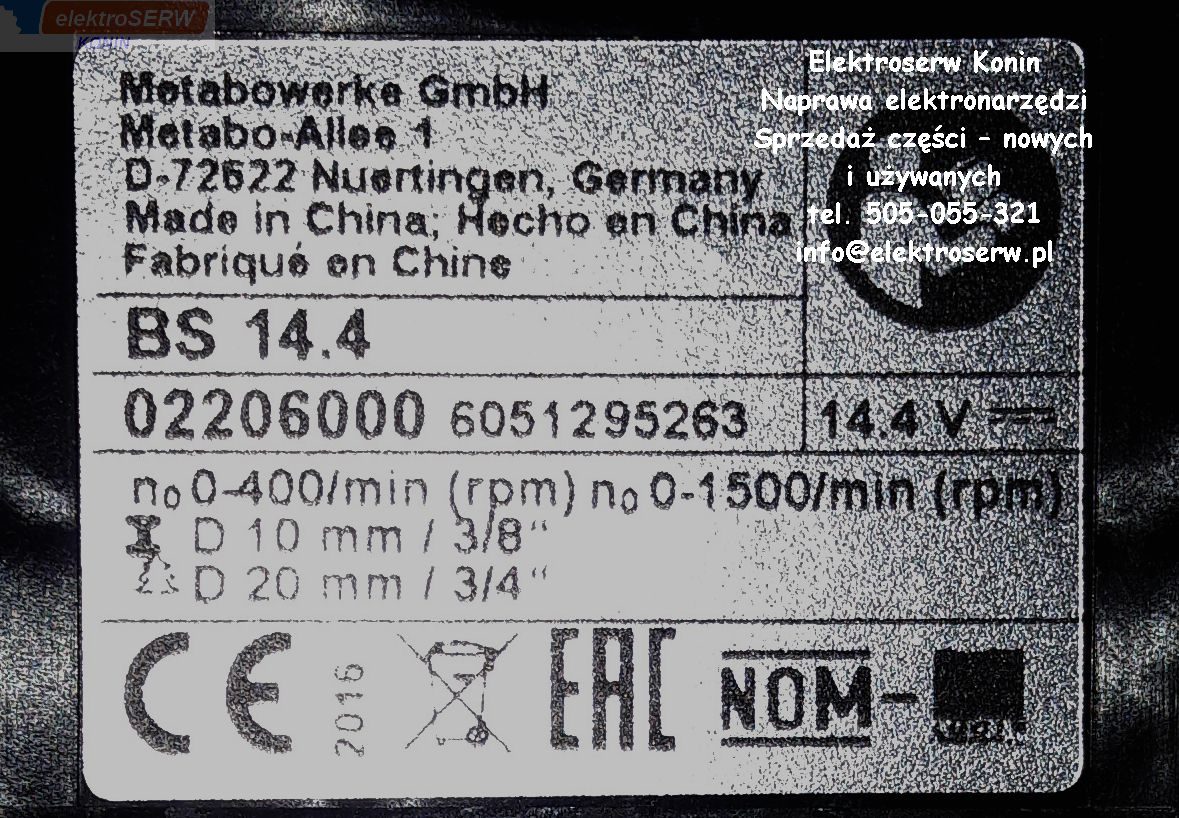 elektroSERW
KONIN
Elektroserw Konin
Naprawa elektronarzędzi
Sprzedaż części - nowych
i używanych
tel. 505-055-321
info@elektroserw.pl
Metabowerke GmbH
Metabo-Allee 1
D-72622 Nuertingen, Germany
Made in China; Hecho en China
Fabriqué en Chine
BS 14.4
02206000 6051295263 14.4 V
n₀ 0-400/min (rpm) n₀ 0-1500/min (rpm)
D 10 mm / 3/8"
D 20 mm / 3/4"
CE 2016 EAC NOM-